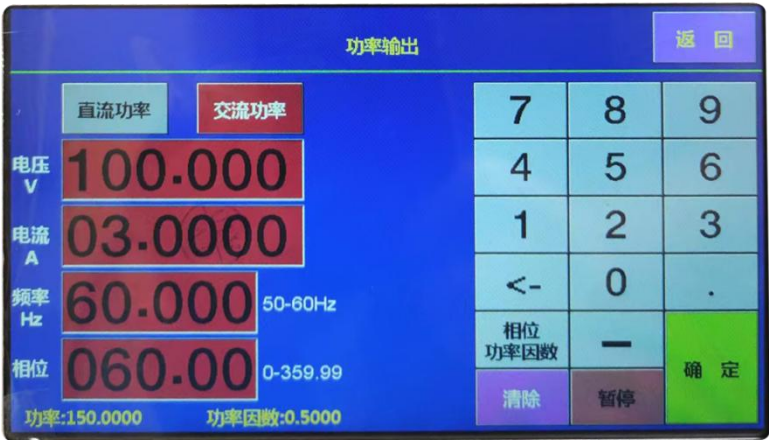 功率输出
返 回
直流功率
交流功率
电压
V
100.000
电流
A
03.0000
频率
Hz
60.000
50-60Hz
相位
060.00
0-359.99
功率:150.0000
功率因数:0.5000
7
8
9
4
5
6
1
2
3
<-
0
.
相位
功率因数
—
确 定
清除
暂停